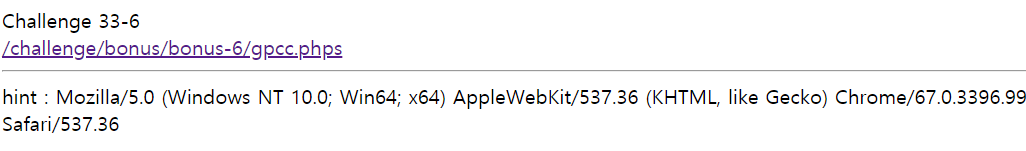 Challenge 33-6
/challenge/bonus/bonus-6/gpcc.phps
hint : Mozilla/5.0 (Windows NT 10.0; Win64; x64) AppleWebKit/537.36 (KHTML, like Gecko) Chrome/67.0.3396.99
Safari/537.36